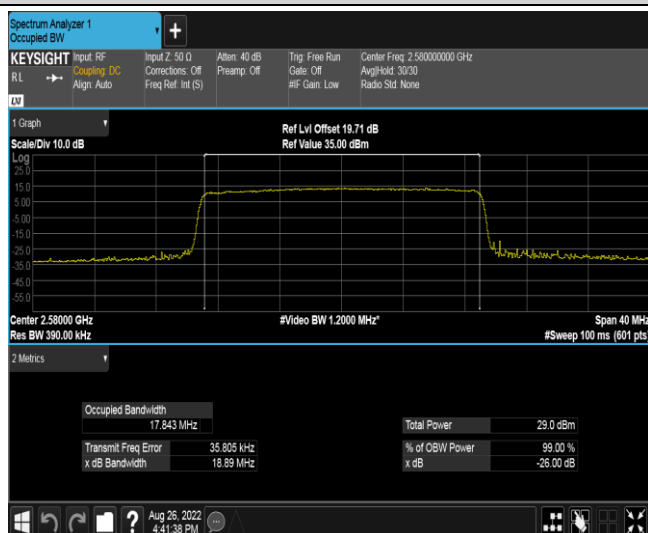 Spectrum Analyzer 1
Occupied BW
+
KEYSIGHT
Input: RF
Input Z: 50 Ω
Atten: 40 dB
Trig: Free Run
Center Freq: 2.580000000 GHz
RL
Coupling: DC
Corrections: Off
Preamp: Off
Gate: Off
Avg|Hold: 30/30
Align: Auto
Freq Ref: Int (S)
#IF Gain: Low
Radio Std: None
LXI
1 Graph
Scale/Div 10.0 dB
Ref Lvl Offset 19.71 dB
Ref Value 35.00 dBm
Log
25.0
15.0
5.00
-5.00
-15.0
-25.0
-35.0
-45.0
-55.0
Center 2.58000 GHz
#Video BW 1.2000 MHz*
Span 40 MHz
Res BW 390.00 kHz
#Sweep 100 ms (601 pts)
2 Metrics
Occupied Bandwidth
17.843 MHz
Total Power 29.0 dBm
Transmit Freq Error 35.805 kHz
% of OBW Power 99.00 %
x dB Bandwidth 18.89 MHz
x dB -26.00 dB
?
Aug 26, 2022
4:41:38 PM